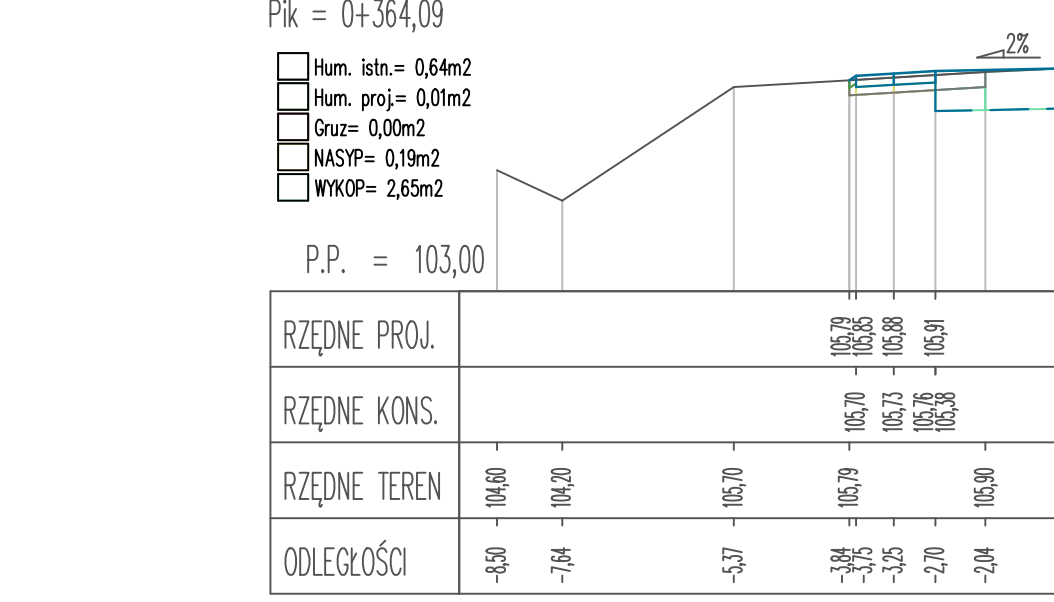 Pik = 0+364,09
2%
Hum. istn.= 0,64m2
Hum. proj.= 0,01m2
Gruz= 0,00m2
NASYP= 0,19m2
WYKOP= 2,65m2
P.P. = 103,00
RZĘDNE PROJ. 105,79 105,85 105,88 105,91
RZĘDNE KONS. 105,70 105,73 105,76 105,38
RZĘDNE TEREN 104,60 104,20 105,70 105,79 105,90
ODLEGŁOŚCI -8,50 -7,64 -5,37 -3,84 -3,75 -3,25 -2,70 -2,04